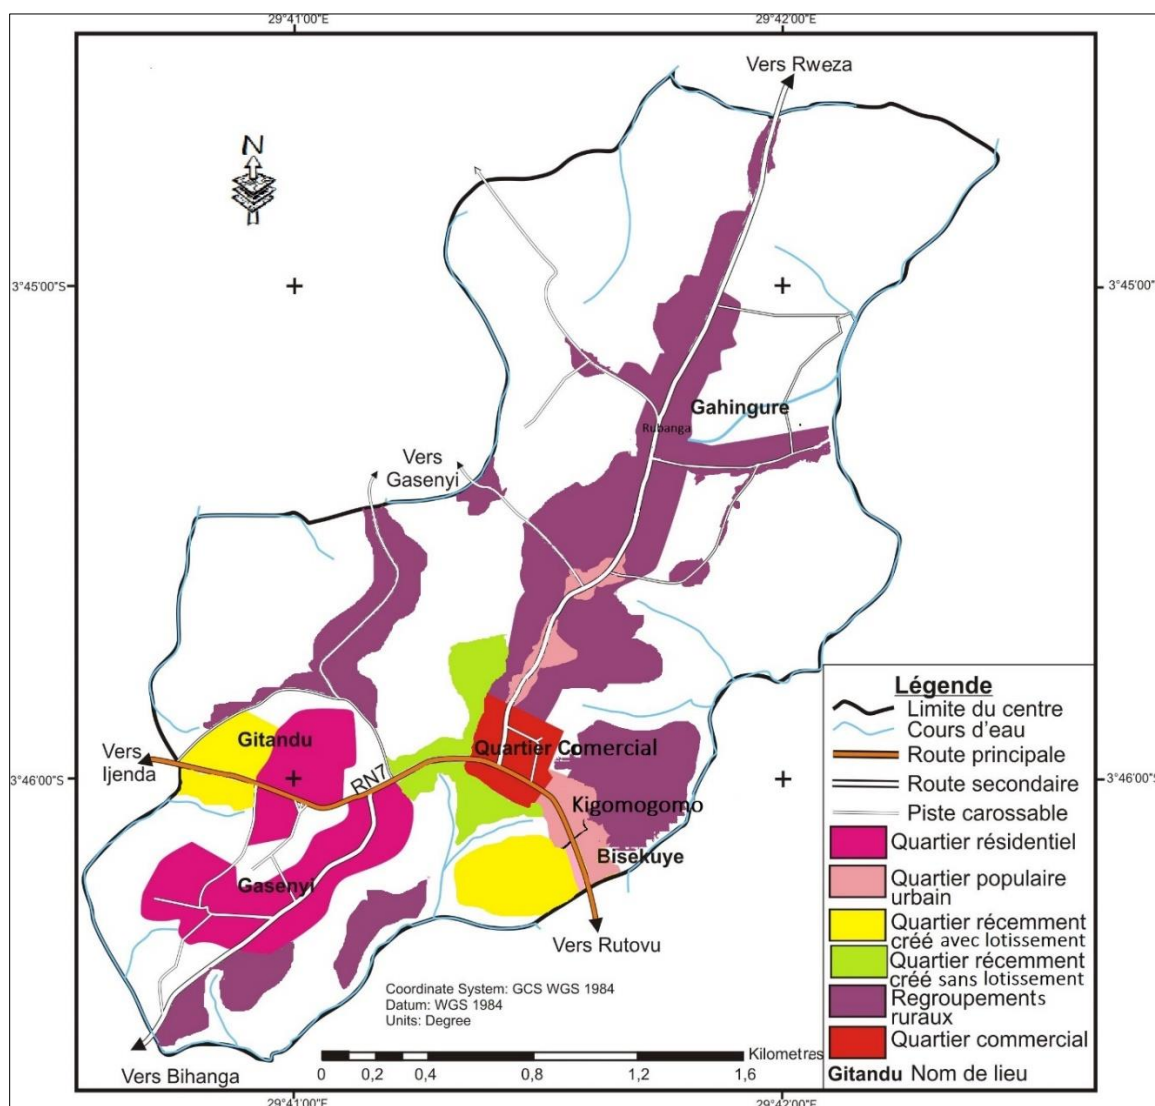 29°41'00"E
29°42'00"E
Vers Rweza
N
3°45'00"S
3°45'00"S
Gahingure
Rubanga
Vers
Gasenyi
Gitandu
Quartier Comercial
Vers
Ijenda
RN7
3°46'00"S
3°46'00"S
Kigomogomo
Bisekuye
Gasenyi
Vers Rutovu
Coordinate System: GCS WGS 1984
Datum: WGS 1984
Units: Degree
Kilometres
0 0,2 0,4 0,8 1,2 1,6
Vers Bihanga
Légende
Limite du centre
Cours d'eau
Route principale
Route secondaire
Piste carossable
Quartier résidentiel
Quartier populaire
urbain
Quartier récemment
créé avec lotissement
Quartier récemment
créé sans lotissement
Regroupements
ruraux
Quartier commercial
Gitandu Nom de lieu
29°41'00"E
29°42'00"E